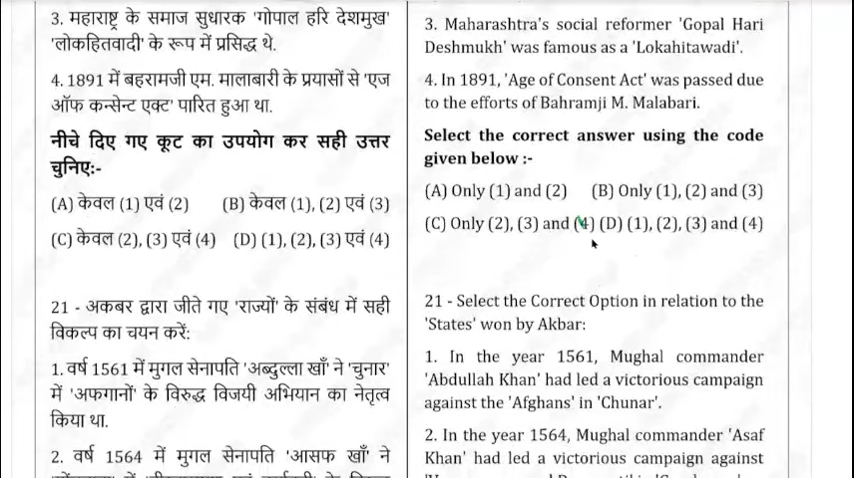 3. महाराष्ट्र के समाज सुधारक 'गोपाल हरि देशमुख'
'लोकहितवादी' के रूप में प्रसिद्ध थे.
4. 1891 में बहरामजी एम. मालाबारी के प्रयासों से 'एज
ऑफ कन्सेन्ट एक्ट' पारित हुआ था.
नीचे दिए गए कूट का उपयोग कर सही उत्तर
चुनिए:-
(A) केवल (1) एवं (2) (B) केवल (1), (2) एवं (3)
(C) केवल (2), (3) एवं (4) (D) (1), (2), (3) एवं (4)
21 - अकबर द्वारा जीते गए 'राज्यों' के संबंध में सही
विकल्प का चयन करें:
1. वर्ष 1561 में मुगल सेनापति 'अब्दुल्ला खाँ' ने 'चुनार'
में 'अफगानों' के विरुद्ध विजयी अभियान का नेतृत्व
किया था.
2. वर्ष 1564 में मुगल सेनापति 'आसफ खाँ' ने
3. Maharashtra's social reformer 'Gopal Hari
Deshmukh' was famous as a 'Lokahitawadi'.
4. In 1891, 'Age of Consent Act' was passed due
to the efforts of Bahramji M. Malabari.
Select the correct answer using the code
given below :-
(A) Only (1) and (2) (B) Only (1), (2) and (3)
(C) Only (2), (3) and (4) (D) (1), (2), (3) and (4)
21 - Select the Correct Option in relation to the
'States' won by Akbar:
1. In the year 1561, Mughal commander
'Abdullah Khan' had led a victorious campaign
against the 'Afghans' in 'Chunar'.
2. In the year 1564, Mughal commander 'Asaf
Khan' had led a victorious campaign against